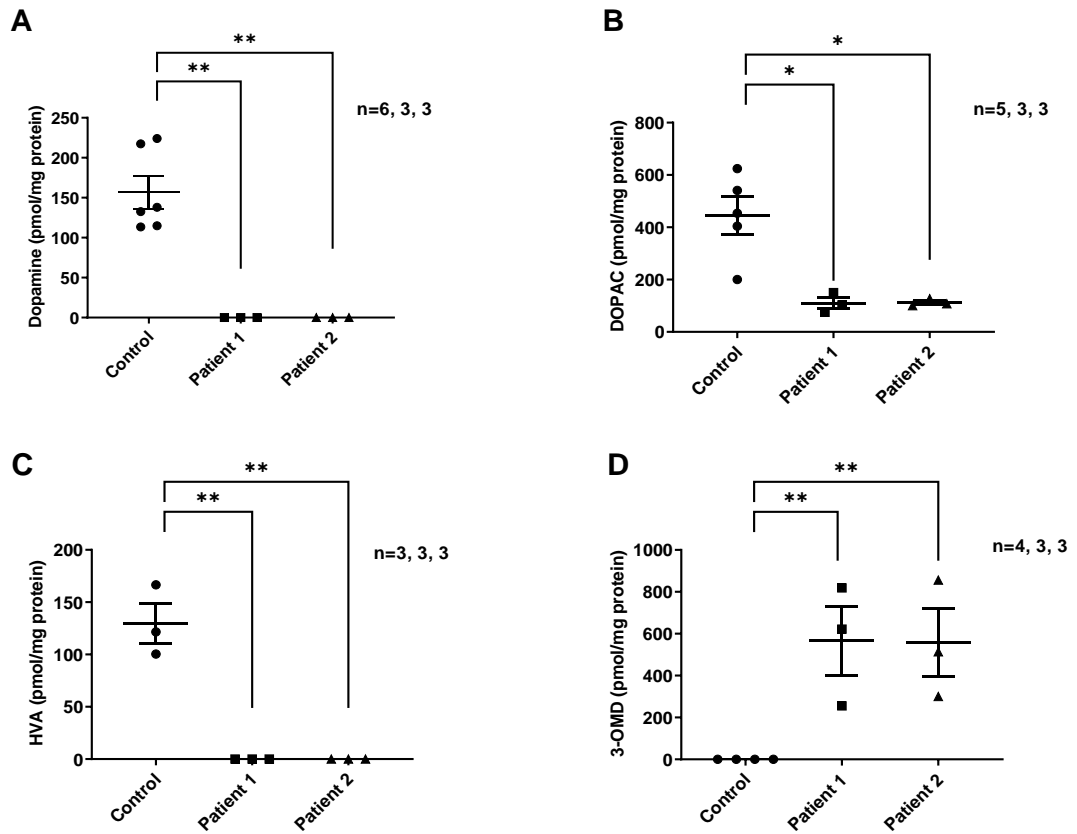 A
**
**
n=6, 3, 3
Dopamine (pmol/mg protein)
250
200
150
100
50
0
Control
Patient 1
Patient 2
B
*
*
n=5, 3, 3
DOPAC (pmol/mg protein)
800
600
400
200
0
Control
Patient 1
Patient 2
C
**
**
n=3, 3, 3
HVA (pmol/mg protein)
200
150
100
50
0
Control
Patient 1
Patient 2
D
**
**
n=4, 3, 3
3-OMD (pmol/mg protein)
1000
800
600
400
200
0
Control
Patient 1
Patient 2